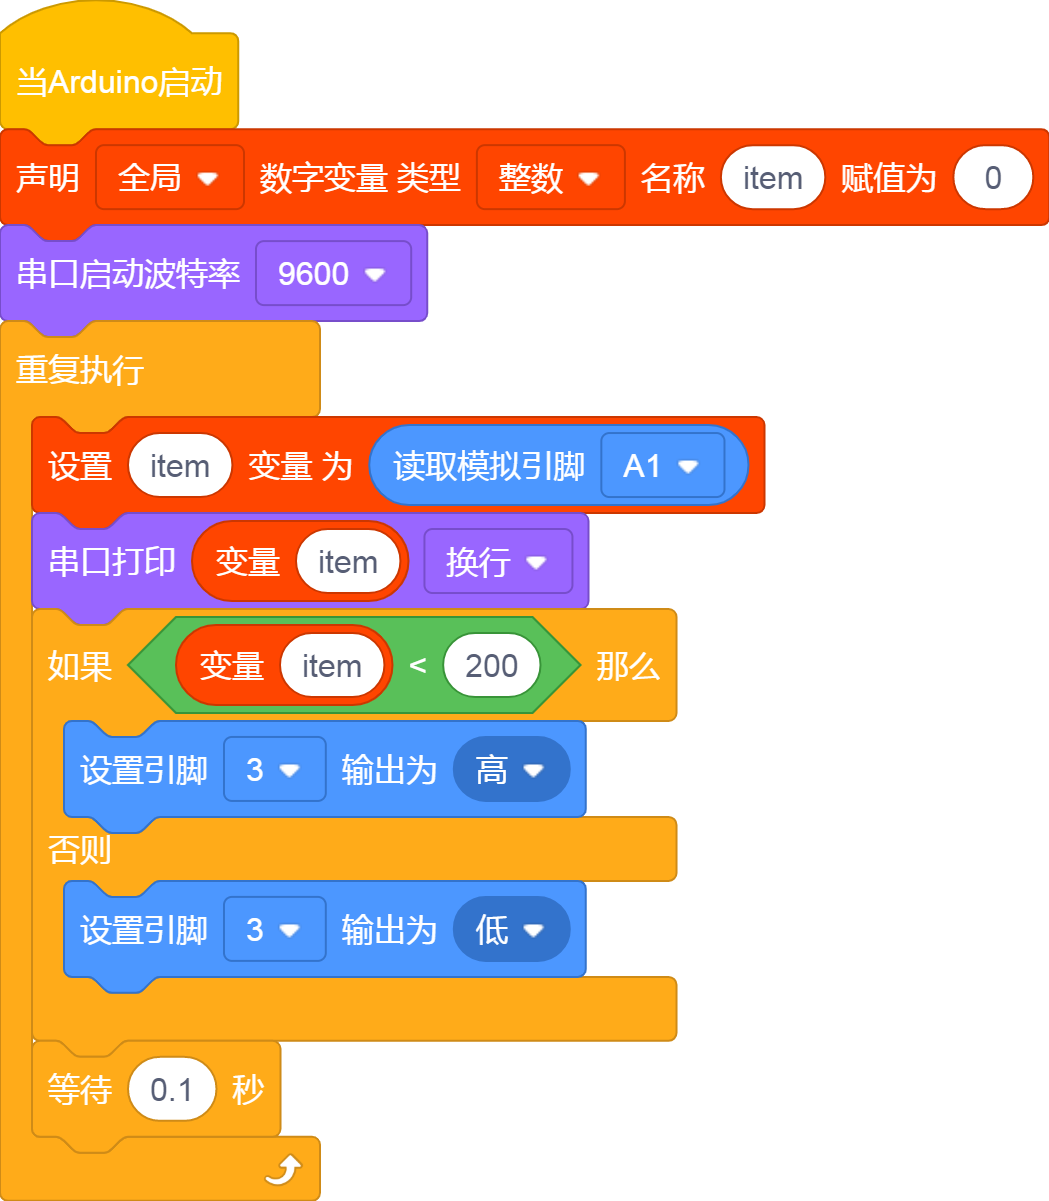 当Arduino启动
声明 全局 数字变量 类型 整数 名称 item 赋值为 0
串口启动波特率 9600
重复执行
设置 item 变量 为 读取模拟引脚 A1
串口打印 变量 item 换行
如果 变量 item < 200 那么
设置引脚 3 输出为 高
否则
设置引脚 3 输出为 低
等待 0.1 秒